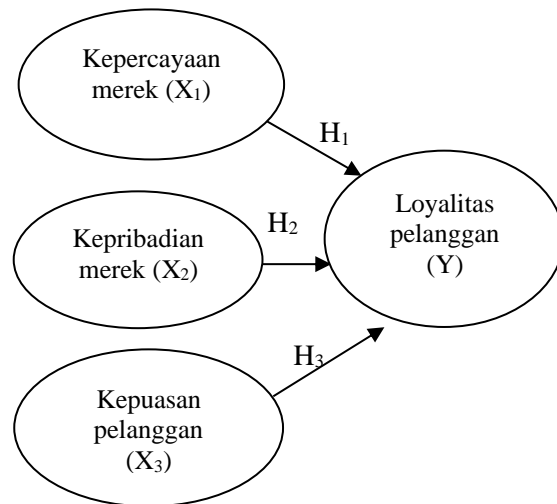 Kepercayaan
merek (X₁)
H₁
Kepribadian
merek (X₂)
H₂
Loyalitas
pelanggan
(Y)
H₃
Kepuasan
pelanggan
(X₃)